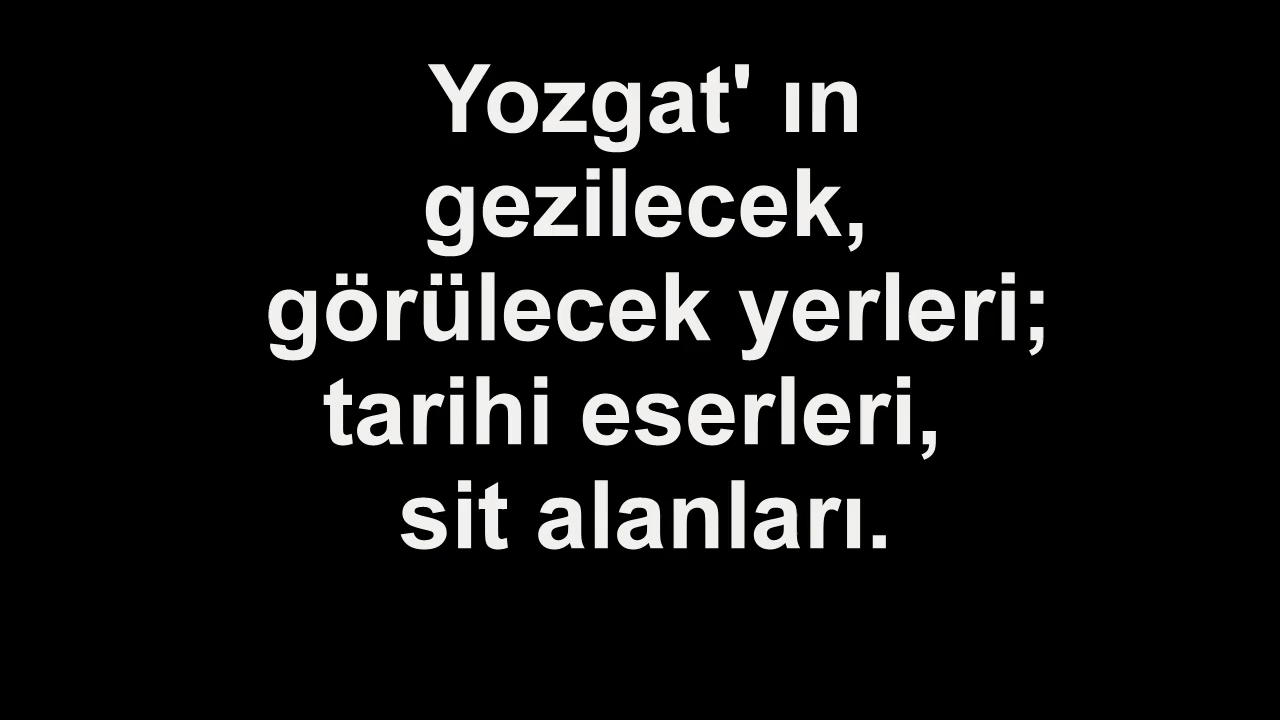 Yozgat' ın
gezilecek,
görülecek yerleri;
tarihi eserleri,
sit alanları.